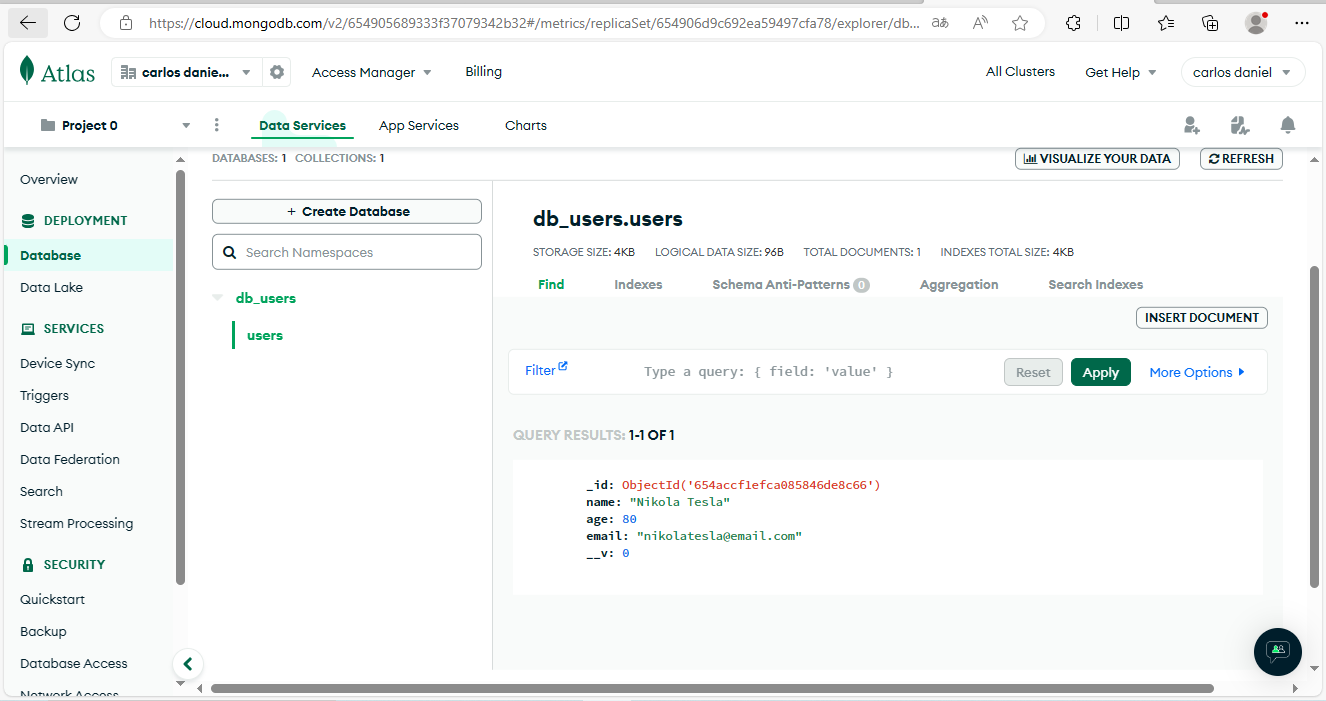 https://cloud.mongodb.com/v2/654905689333f37079342b32#/metrics/replicaSet/654906d9c692ea59497cfa78/explorer/db...
Atlas carlos danie... Access Manager Billing All Clusters Get Help carlos daniel
Project 0 Data Services App Services Charts
DATABASES: 1 COLLECTIONS: 1 VISUALIZE YOUR DATA REFRESH
Overview
DEPLOYMENT
Database
Data Lake
SERVICES
Device Sync
Triggers
Data API
Data Federation
Search
Stream Processing
SECURITY
Quickstart
Backup
Database Access
Network Access
+ Create Database
Search Namespaces
db_users
users
db_users.users
STORAGE SIZE: 4KB LOGICAL DATA SIZE: 96B TOTAL DOCUMENTS: 1 INDEXES TOTAL SIZE: 4KB
Find Indexes Schema Anti-Patterns 0 Aggregation Search Indexes
INSERT DOCUMENT
Filter Type a query: { field: 'value' } Reset Apply More Options
QUERY RESULTS: 1-1 OF 1
_id: ObjectId('654accf1efca085846de8c66')
name: "Nikola Tesla"
age: 80
email: "nikolatesla@email.com"
__v: 0